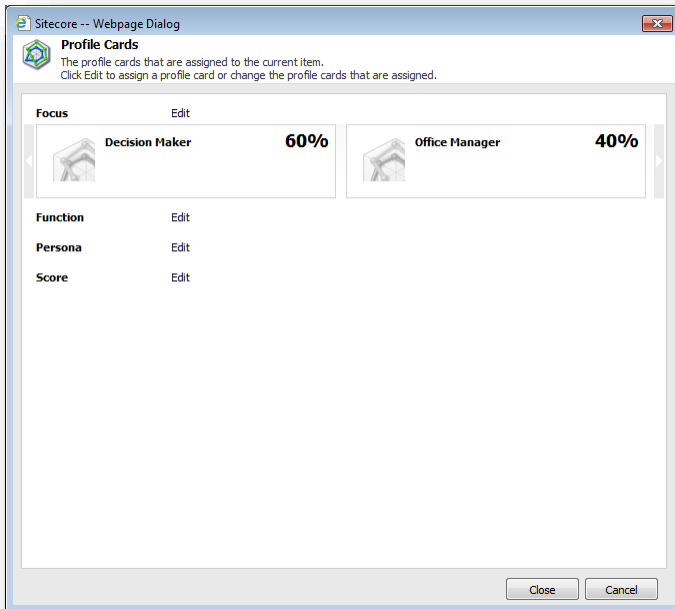 Sitecore -- Webpage Dialog
Profile Cards
The profile cards that are assigned to the current item.
Click Edit to assign a profile card or change the profile cards that are assigned.
Focus Edit
Decision Maker 60% Office Manager 40%
Function Edit
Persona Edit
Score Edit
Close Cancel